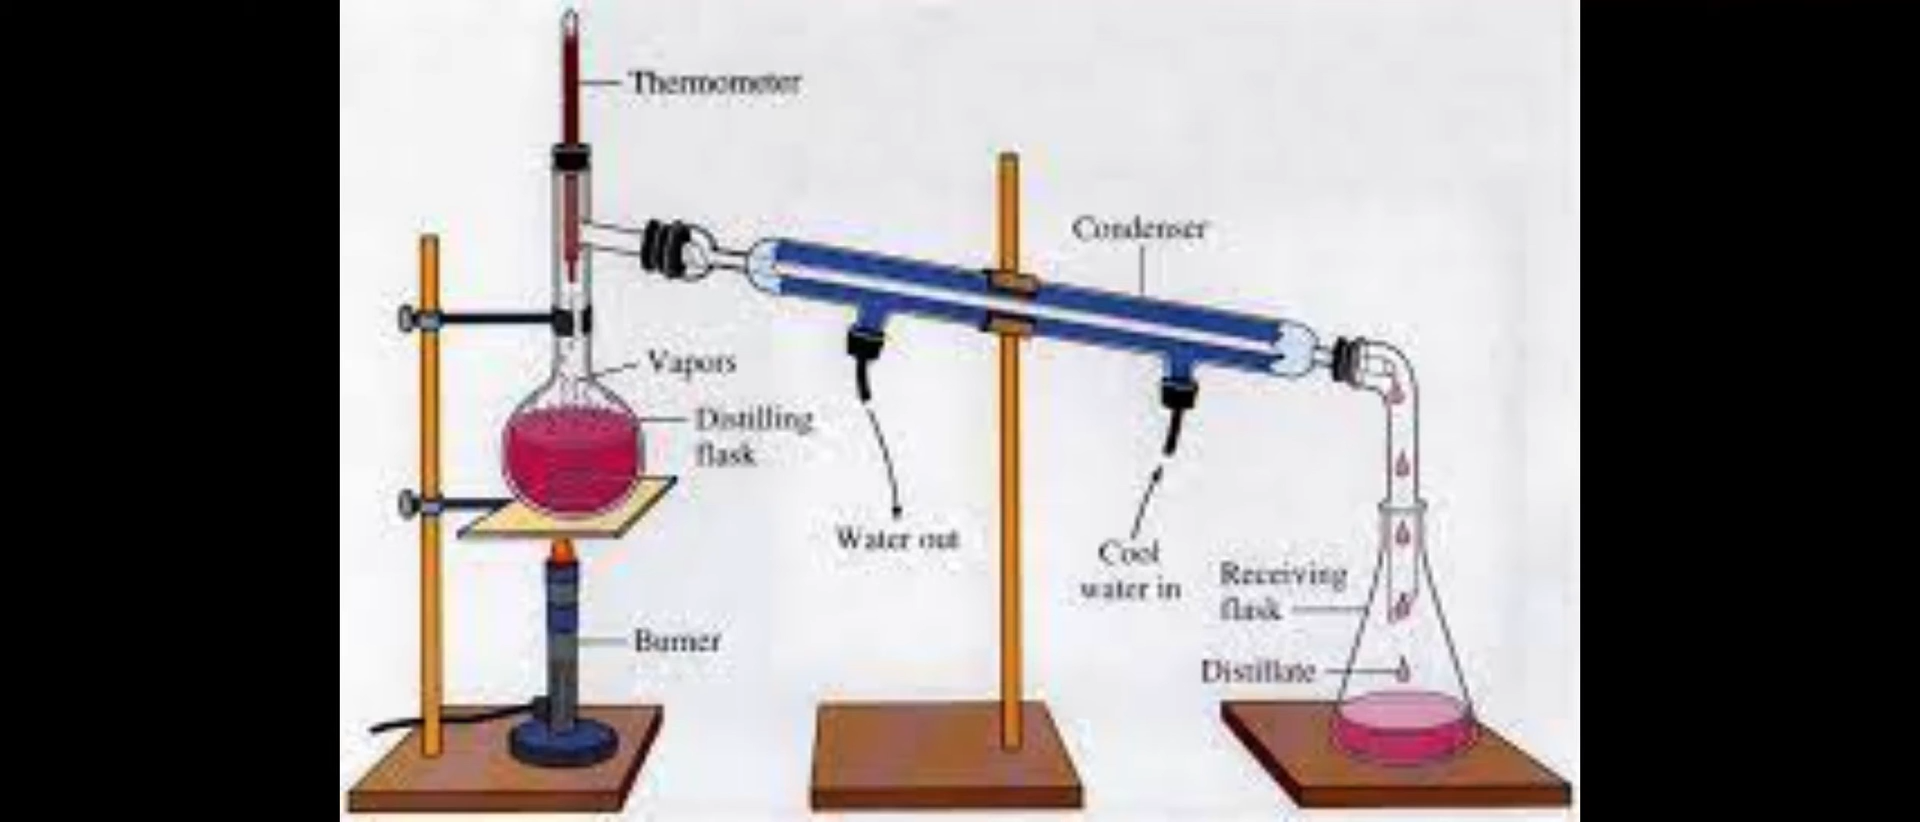 Thermometer
Condenser
Vapors
Distilling
flask
Water out
Cool
water in
Receiving
flask
Burner
Distillate